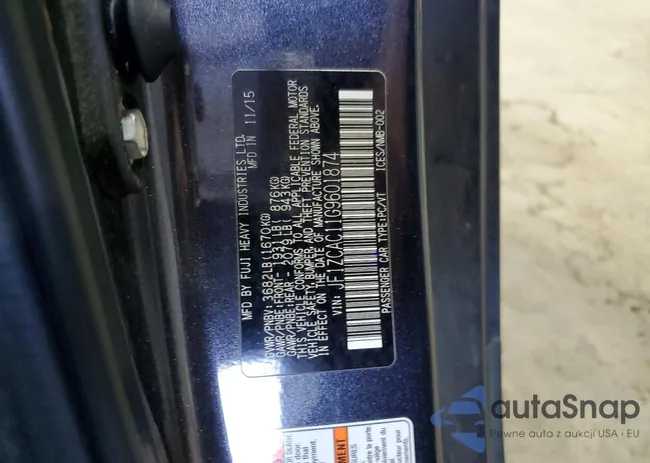 MFD BY FUJI HEAVY INDUSTRIES LTD.
MFD IN 11/15
GVWR/PNBV: 3682LB(1670KG)
GAWR/PNBE:FRONT- 1931LB( 876KG)
GAWR/PNBE:REAR - 2079LB( 943KG)
THIS VEHICLE CONFORMS TO ALL APPLICABLE FEDERAL MOTOR
VEHICLE SAFETY,BUMPER, AND THEFT PREVENTION STANDARDS
IN EFFECT ON THE DATE OF MANUFACTURE SHOWN ABOVE.
VIN: JF1ZCAC11G9601874
PASSENGER CAR TYPE:PC/VT ICES/NMB-002
door.
autaSnap
Pewne auta z aukcji USA i EU